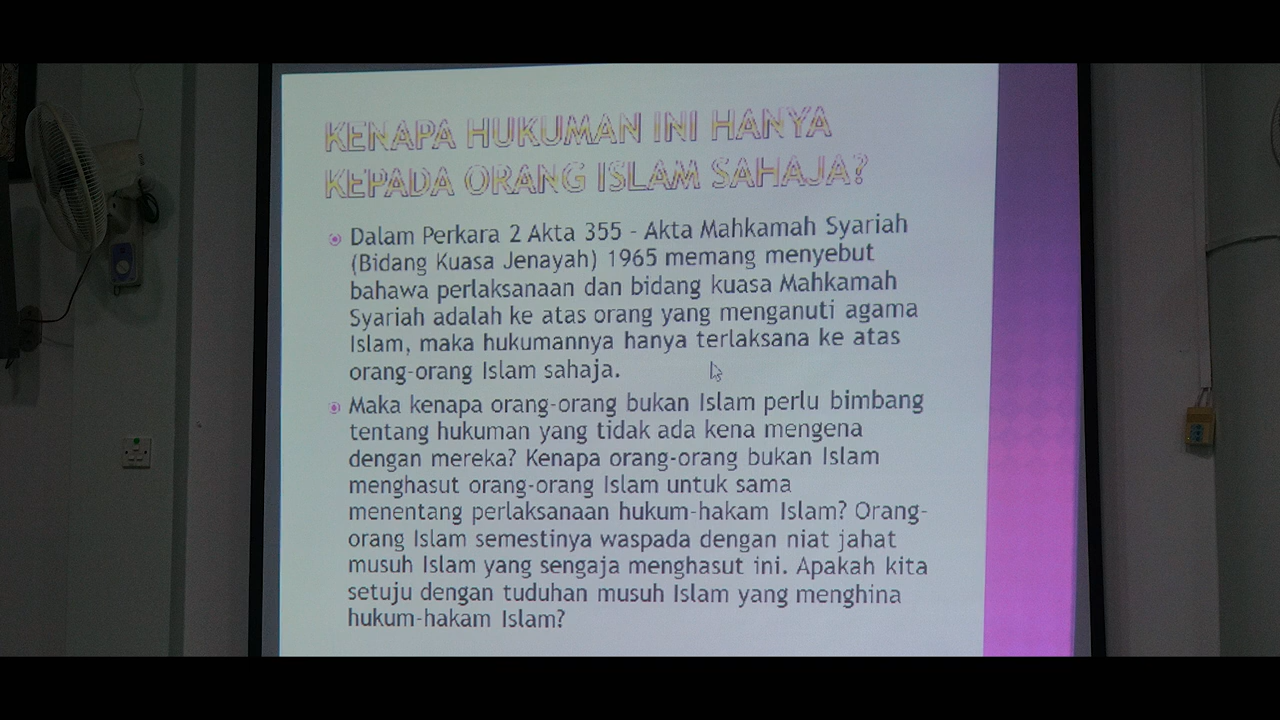 KENAPA HUKUMAN INI HANYA
KEPADA ORANG ISLAM SAHAJA?
Dalam Perkara 2 Akta 355 - Akta Mahkamah Syariah
(Bidang Kuasa Jenayah) 1965 memang menyebut
bahawa perlaksanaan dan bidang kuasa Mahkamah
Syariah adalah ke atas orang yang menganuti agama
Islam, maka hukumannya hanya terlaksana ke atas
orang-orang Islam sahaja.
Maka kenapa orang-orang bukan Islam perlu bimbang
tentang hukuman yang tidak ada kena mengena
dengan mereka? Kenapa orang-orang bukan Islam
menghasut orang-orang Islam untuk sama
menentang perlaksanaan hukum-hakam Islam? Orang-
orang Islam semestinya waspada dengan niat jahat
musuh Islam yang sengaja menghasut ini. Apakah kita
setuju dengan tuduhan musuh Islam yang menghina
hukum-hakam Islam?